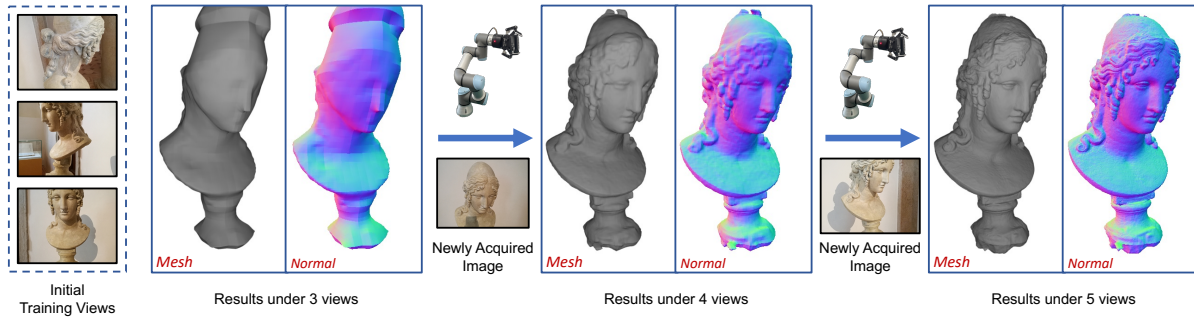 Mesh
Normal
Newly Acquired
Image
Mesh
Normal
Newly Acquired
Image
Mesh
Normal
Initial
Training Views
Results under 3 views
Results under 4 views
Results under 5 views